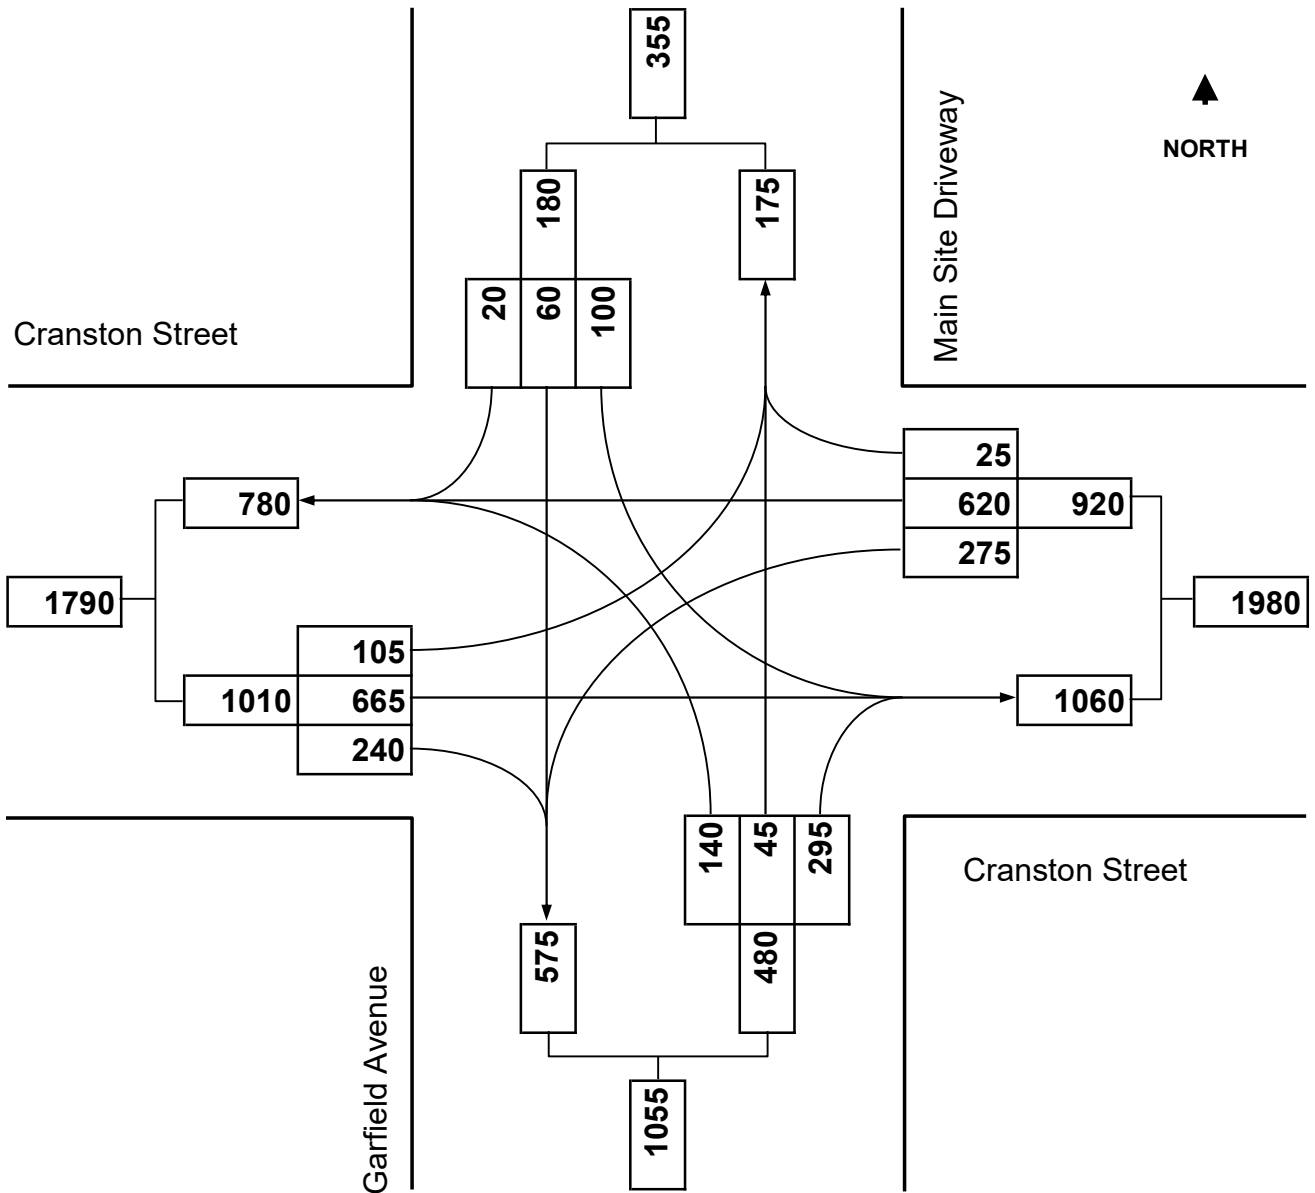 355
Main Site Driveway
NORTH
180
175
20 60 100
Cranston Street
25
780
620 920
275
1790
1980
105
1010 665
1060
240
140 45 295
Cranston Street
575
480
Garfield Avenue
1055